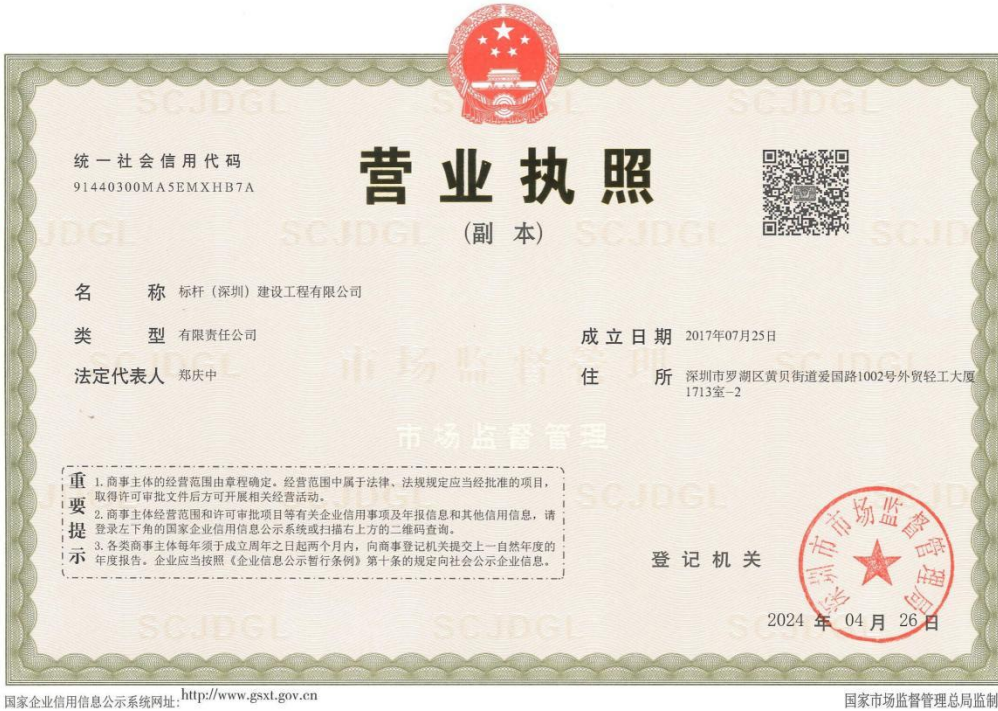 统一社会信用代码
91440300MA5EMXHB7A
营业执照
(副 本)
名 称 标杆（深圳）建设工程有限公司
类 型 有限责任公司
成立日期 2017年07月25日
法定代表人 郑庆中
住 所 深圳市罗湖区黄贝街道爱国路1002号外贸轻工大厦
1713室-2
市场监督管理
市场监督管理
重要提示
1.商事主体的经营范围由章程确定。经营范围中属于法律、法规规定应当经批准的项目，
取得许可审批文件后方可开展相关经营活动。
2.商事主体经营范围和许可审批项目等有关企业信用事项及年报信息和其他信用信息，请
登录左下角的国家企业信用信息公示系统或扫描右上方的二维码查询。
3.各类商事主体每年须于成立周年之日起两个月内，向商事登记机关提交上一自然年度的
年度报告。企业应当按照《企业信息公示暂行条例》第十条的规定向社会公示企业信息。
登记机关
深圳市市场监督管理局
2024 年 04 月 26 日
SCJDGL
国家企业信用信息公示系统网址：http://www.gsxt.gov.cn
国家市场监督管理总局监制